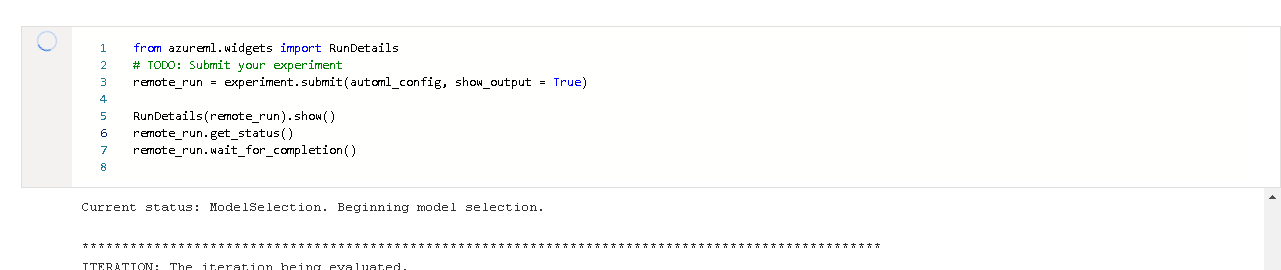 1 from azureml.widgets import RunDetails
2 # TODO: Submit your experiment
3 remote_run = experiment.submit(automl_config, show_output = True)
4
5 RunDetails(remote_run).show()
6 remote_run.get_status()
7 remote_run.wait_for_completion()
8
Current status: ModelSelection. Beginning model selection.
****************************************************************************************************
ITERATION: The iteration being evaluated.